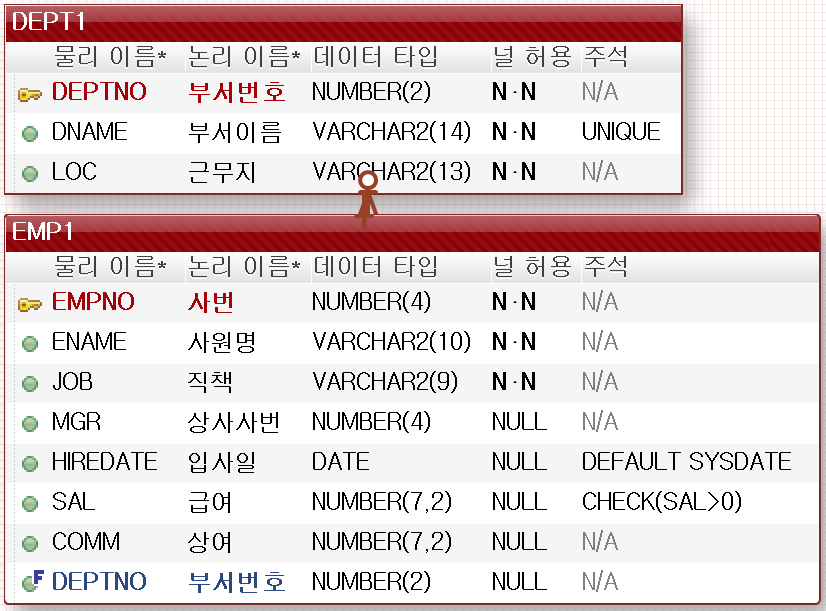 DEPT1
물리 이름* 논리 이름* 데이터 타입 널 허용 주석
DEPTNO 부서번호 NUMBER(2) N·N N/A
DNAME 부서이름 VARCHAR2(14) N·N UNIQUE
LOC 근무지 VARCHAR2(13) N·N N/A
EMP1
물리 이름* 논리 이름* 데이터 타입 널 허용 주석
EMPNO 사번 NUMBER(4) N·N N/A
ENAME 사원명 VARCHAR2(10) N·N N/A
JOB 직책 VARCHAR2(9) N·N N/A
MGR 상사사번 NUMBER(4) NULL N/A
HIREDATE 입사일 DATE NULL DEFAULT SYSDATE
SAL 급여 NUMBER(7,2) NULL CHECK(SAL>0)
COMM 상여 NUMBER(7,2) NULL N/A
F DEPTNO 부서번호 NUMBER(2) NULL N/A